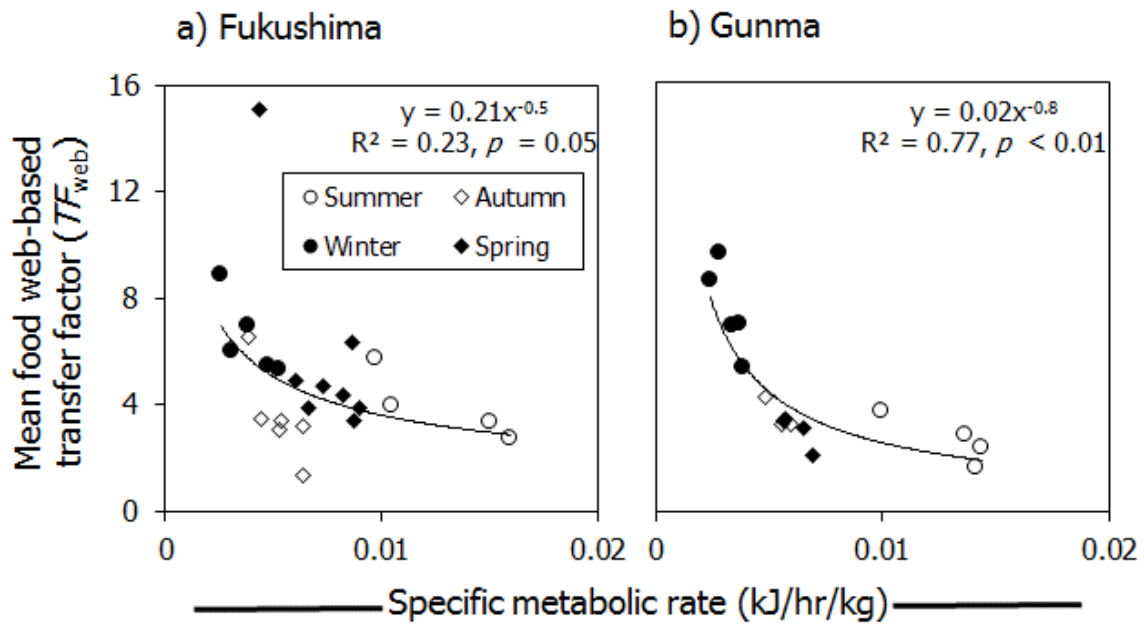 a) Fukushima
b) Gunma
Mean food web-based
transfer factor (TFweb)
16
12
8
4
0
y = 0.21x-0.5
R² = 0.23, p = 0.05
Summer Autumn
Winter Spring
0 0.01 0.02
y = 0.02x-0.8
R² = 0.77, p < 0.01
0 0.01 0.02
Specific metabolic rate (kJ/hr/kg)